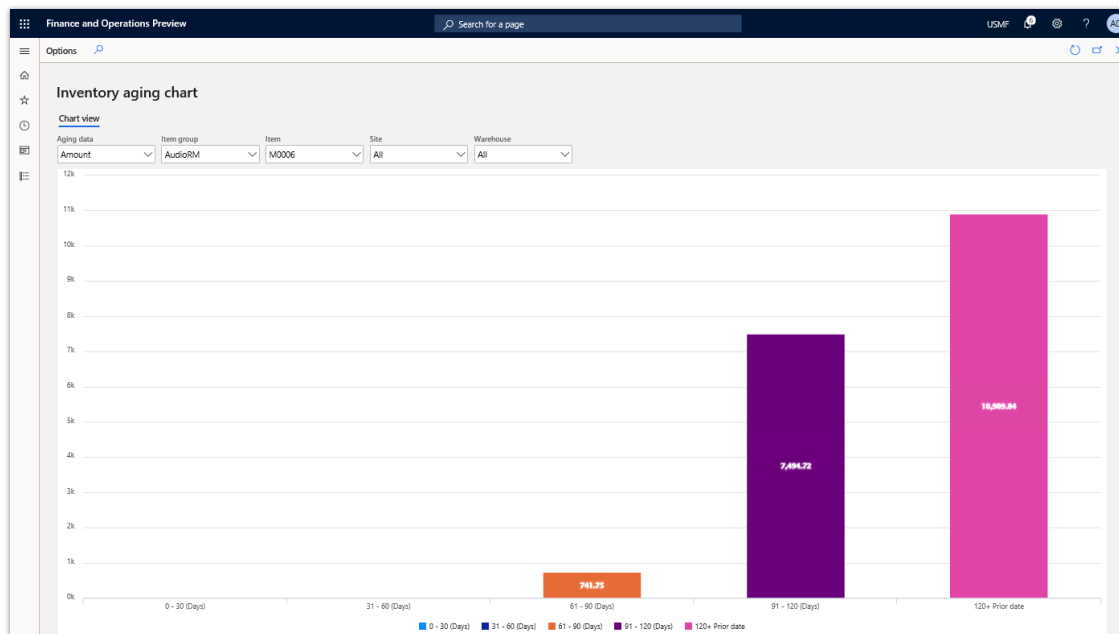 Finance and Operations Preview
Search for a page
USMF
6
?
AD
Options
Inventory aging chart
Chart view
Aging data Item group Item Site Warehouse
Amount AudioRM M0006 All All
12k
11k
10k
9k
8k
7k
6k
5k
4k
3k
2k
1k
0k
10,909.84
7,494.72
741.75
0 - 30 (Days) 31 - 60 (Days) 61 - 90 (Days) 91 - 120 (Days) 120+ Prior date
0 - 30 (Days) 31 - 60 (Days) 61 - 90 (Days) 91 - 120 (Days) 120+ Prior date